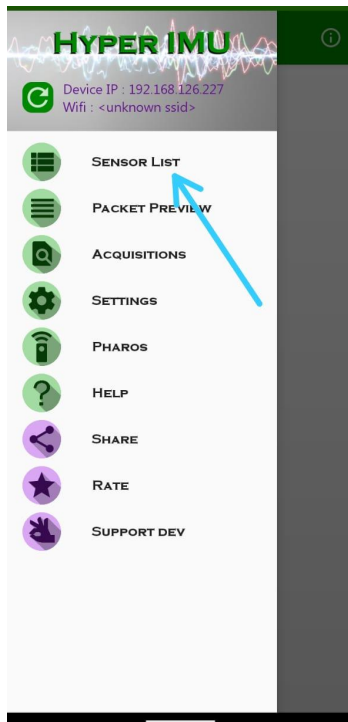 HYPER IMU
Device IP : 192.168.126.227
Wifi : <unknown ssid>
SENSOR LIST
PACKET PREVIEW
ACQUISITIONS
SETTINGS
PHAROS
HELP
SHARE
RATE
SUPPORT DEV